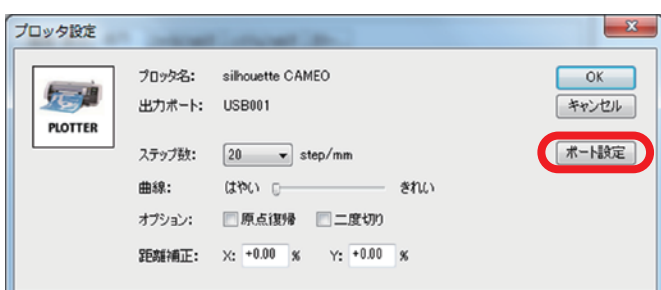 プロッタ設定
プロッタ名: silhouette CAMEO
OK
出力ポート: USB001
キャンセル
PLOTTER
ステップ数: 20 step/mm
ポート設定
曲線: はやい きれい
オプション: 原点復帰 二度切り
距離補正: X: +0.00 % Y: +0.00 %